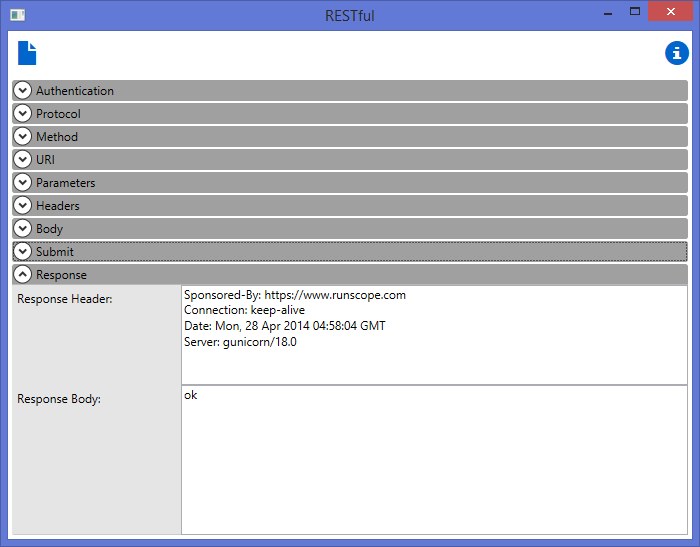 RESTful
Authentication
Protocol
Method
URI
Parameters
Headers
Body
Submit
Response
Response Header:
Sponsored-By: https://www.runscope.com
Connection: keep-alive
Date: Mon, 28 Apr 2014 04:58:04 GMT
Server: gunicorn/18.0
Response Body:
ok